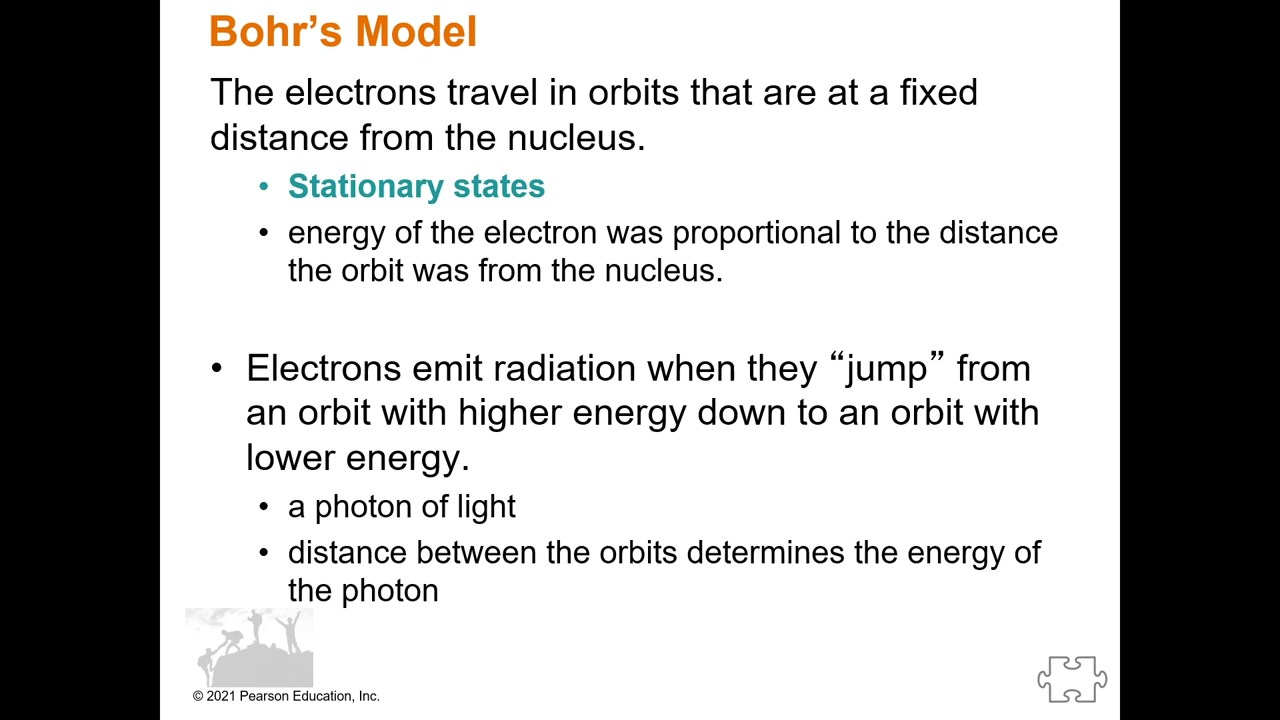 Bohr’s Model
The electrons travel in orbits that are at a fixed
distance from the nucleus.
• Stationary states
• energy of the electron was proportional to the distance
the orbit was from the nucleus.
• Electrons emit radiation when they “jump” from
an orbit with higher energy down to an orbit with
lower energy.
• a photon of light
• distance between the orbits determines the energy of
the photon
© 2021 Pearson Education, Inc.